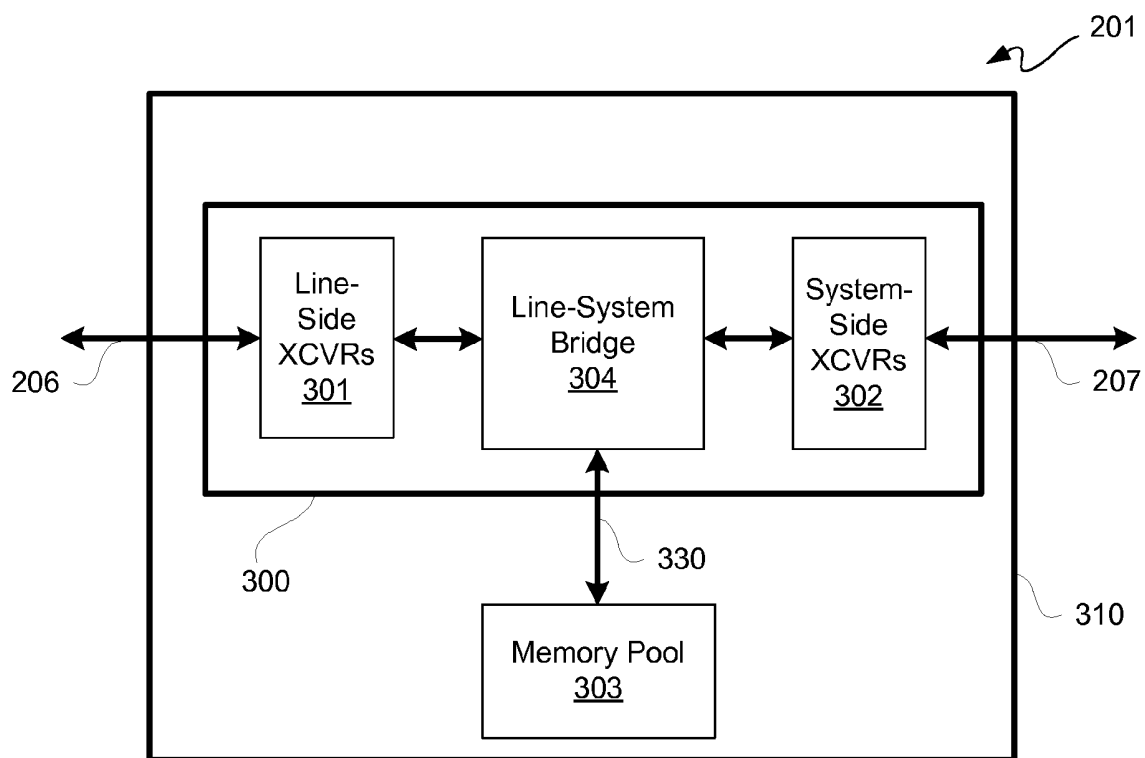 201
Line-
Side
XCVRs
301
Line-System
Bridge
304
System-
Side
XCVRs
302
206
207
300
330
310
Memory Pool
303